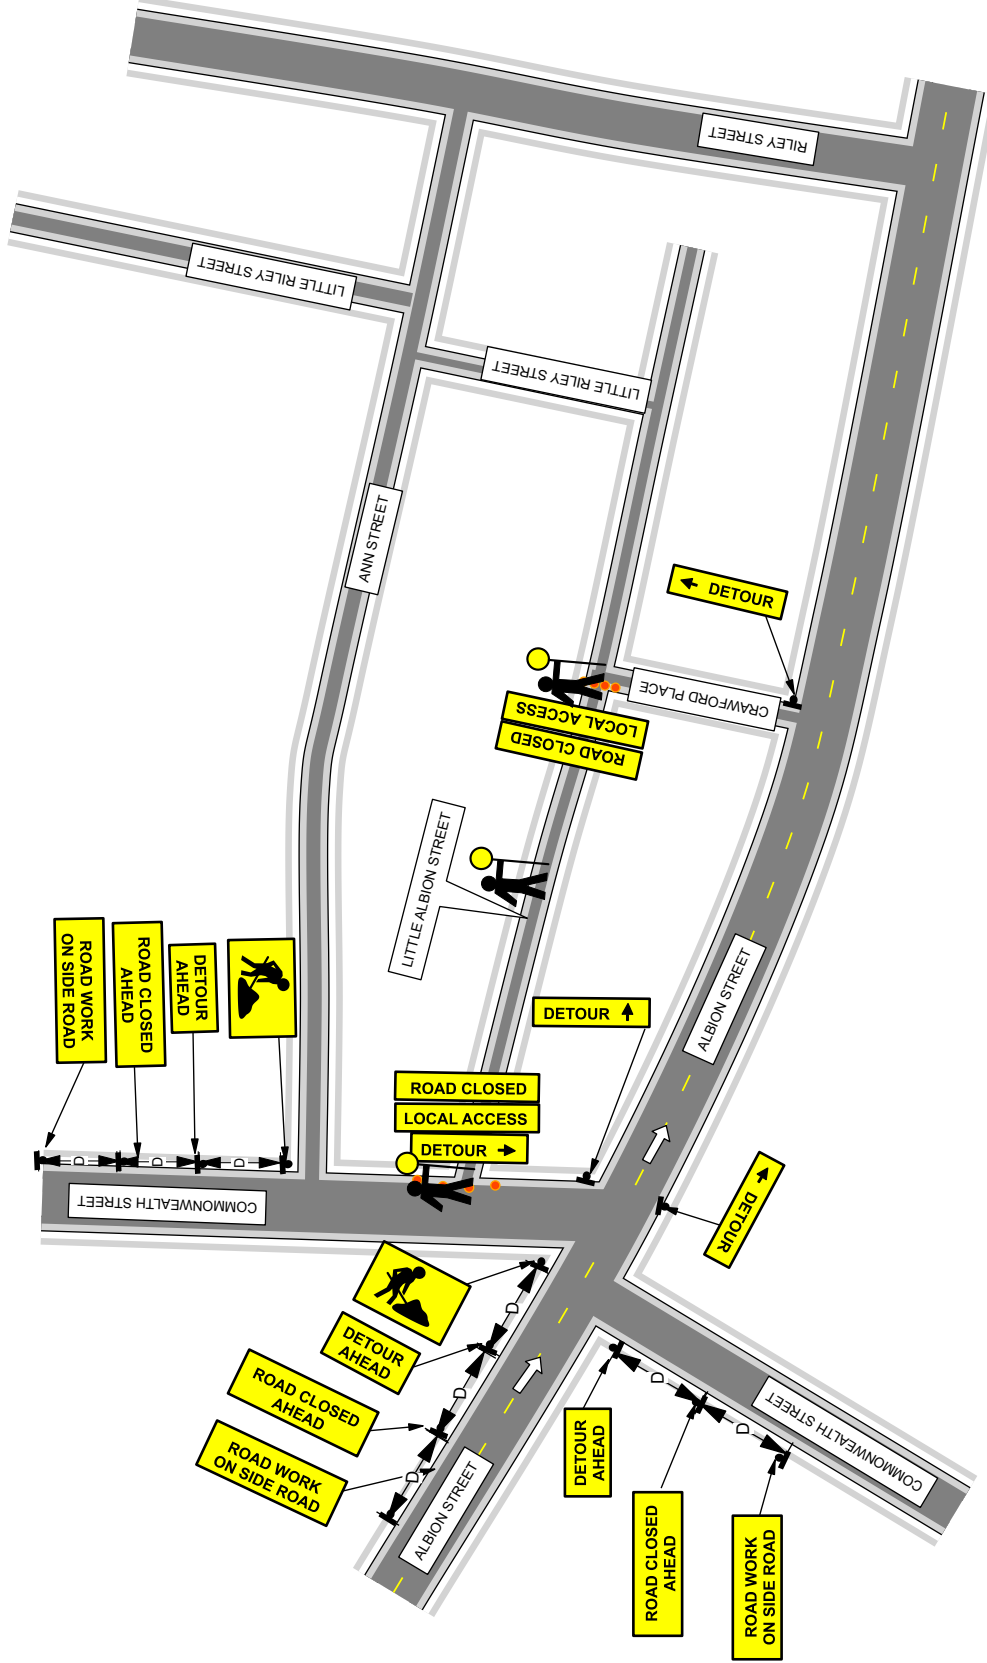 RILEY STREET
LITTLE RILEY STREET
LITTLE RILEY STREET
ANN STREET
DETOUR
CRAWFORD PLACE
LOCAL ACCESS
ROAD CLOSED
LITTLE ALBION STREET
ALBION STREET
ROAD WORK
ON SIDE ROAD
ROAD CLOSED
AHEAD
DETOUR
AHEAD
DETOUR
ROAD CLOSED
LOCAL ACCESS
DETOUR
D
D
D
COMMONWEALTH STREET
DETOUR
DETOUR
AHEAD
ROAD CLOSED
AHEAD
ROAD WORK
ON SIDE ROAD
D
D
D
ALBION STREET
DETOUR
AHEAD
ROAD CLOSED
AHEAD
ROAD WORK
ON SIDE ROAD
D
D
COMMONWEALTH STREET